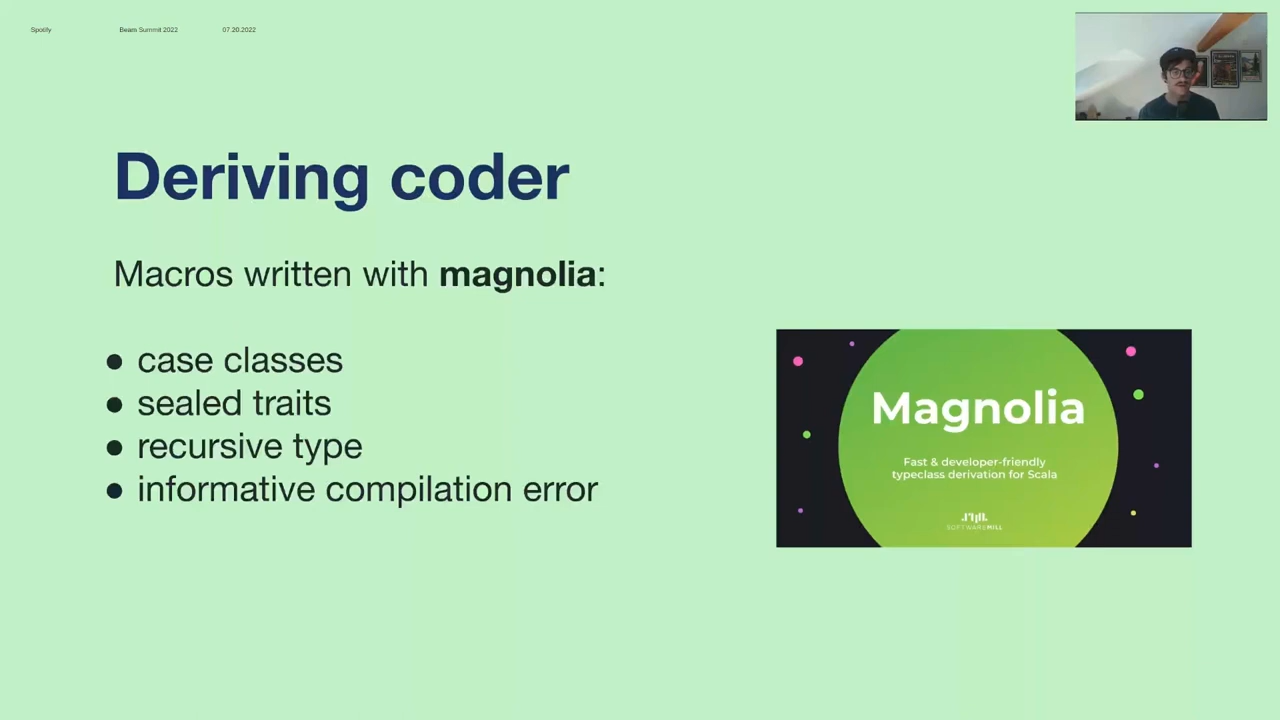 Spotify Beam Summit 2022 07.20.2022
Deriving coder
Macros written with magnolia:
● case classes
● sealed traits
● recursive type
● informative compilation error
Magnolia
Fast & developer-friendly
typeclass derivation for Scala
SOFTWAREMILL